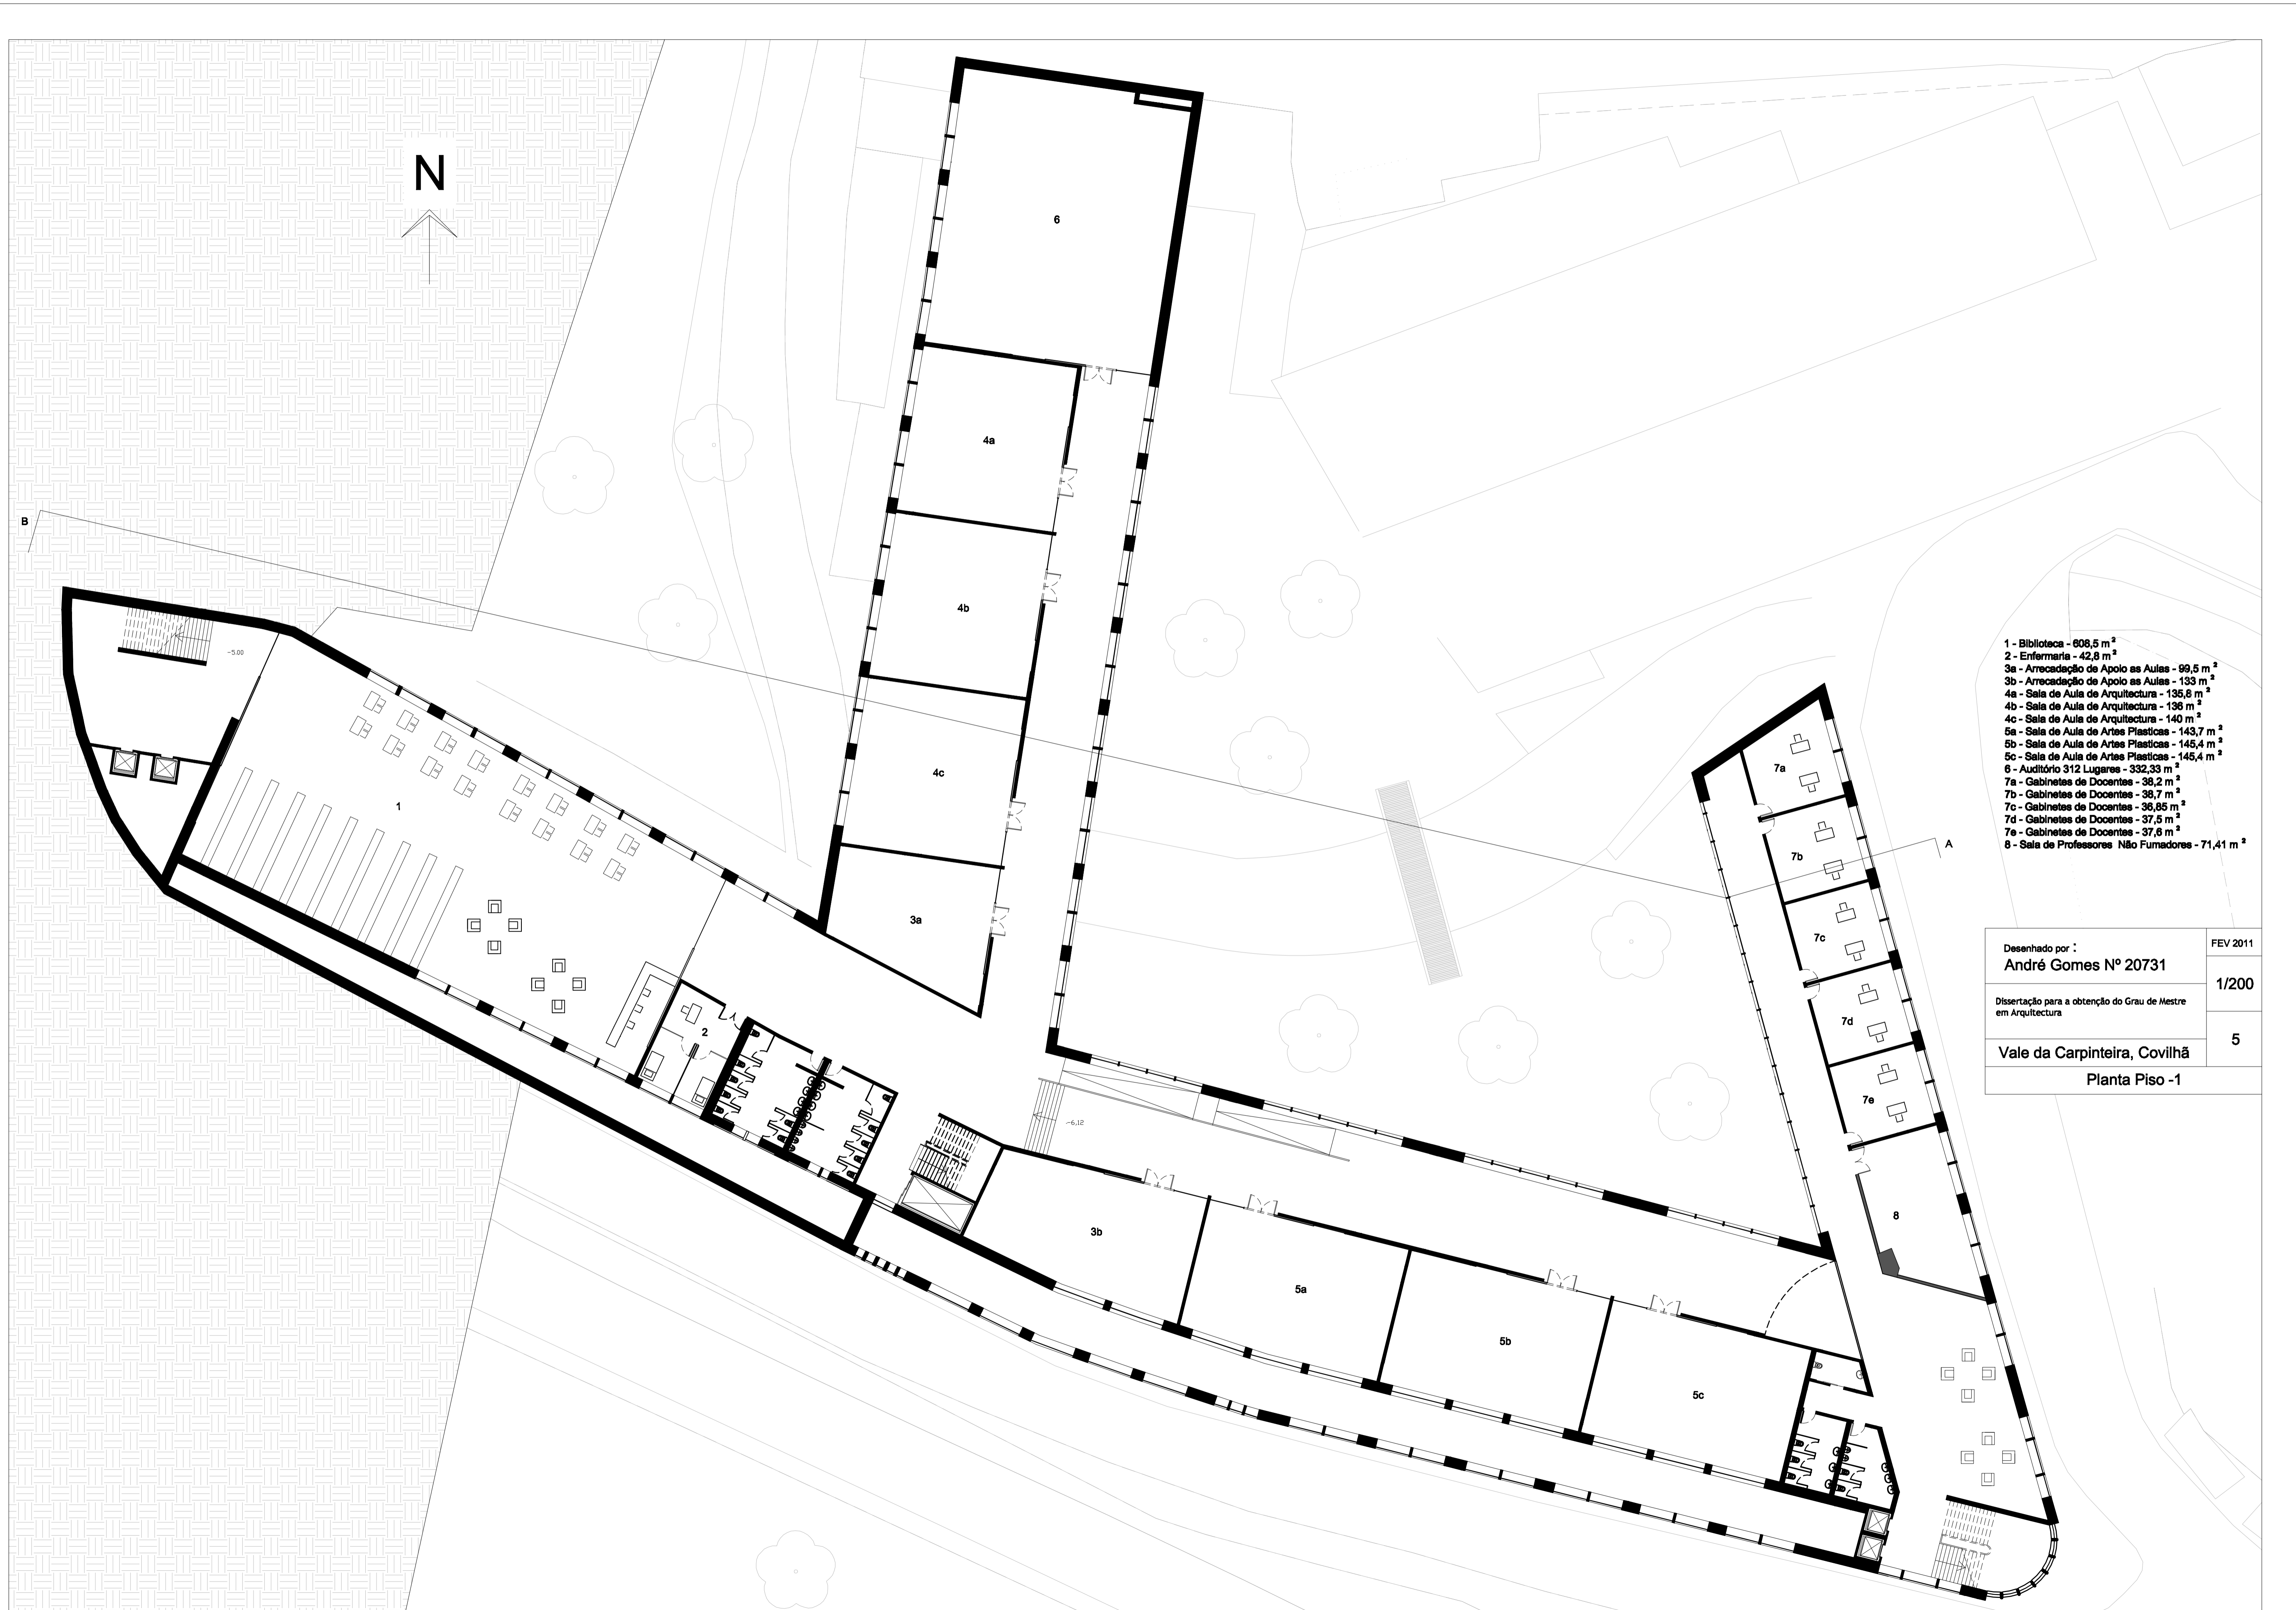 N
6
4a
B
4b
-5.00
1 - Biblioteca - 608,5 m²
2 - Enfermaria - 42,8 m²
3a - Arrecadação de Apoio as Aulas - 99,5 m²
3b - Arrecadação de Apoio as Aulas - 133 m²
4a - Sala de Aula de Arquitectura - 135,8 m²
4b - Sala de Aula de Arquitectura - 136 m²
4c - Sala de Aula de Arquitectura - 140 m²
5a - Sala de Aula de Artes Plasticas - 143,7 m²
5b - Sala de Aula de Artes Plasticas - 145,4 m²
5c - Sala de Aula de Artes Plasticas - 145,4 m²
6 - Auditório 312 Lugares - 332,33 m²
7a - Gabinetes de Docentes - 38,2 m²
7b - Gabinetes de Docentes - 38,7 m²
7c - Gabinetes de Docentes - 36,85 m²
7d - Gabinetes de Docentes - 37,5 m²
7e - Gabinetes de Docentes - 37,6 m²
8 - Sala de Professores Não Fumadores - 71,41 m²
4c
7a
1
A
7b
3a
7c
7d
2
7e
-6,12
8
3b
5a
5b
5c
Desenhado por :
André Gomes Nº 20731
FEV 2011
1/200
Dissertação para a obtenção do Grau de Mestre
em Arquitectura
5
Vale da Carpinteira, Covilhã
Planta Piso -1